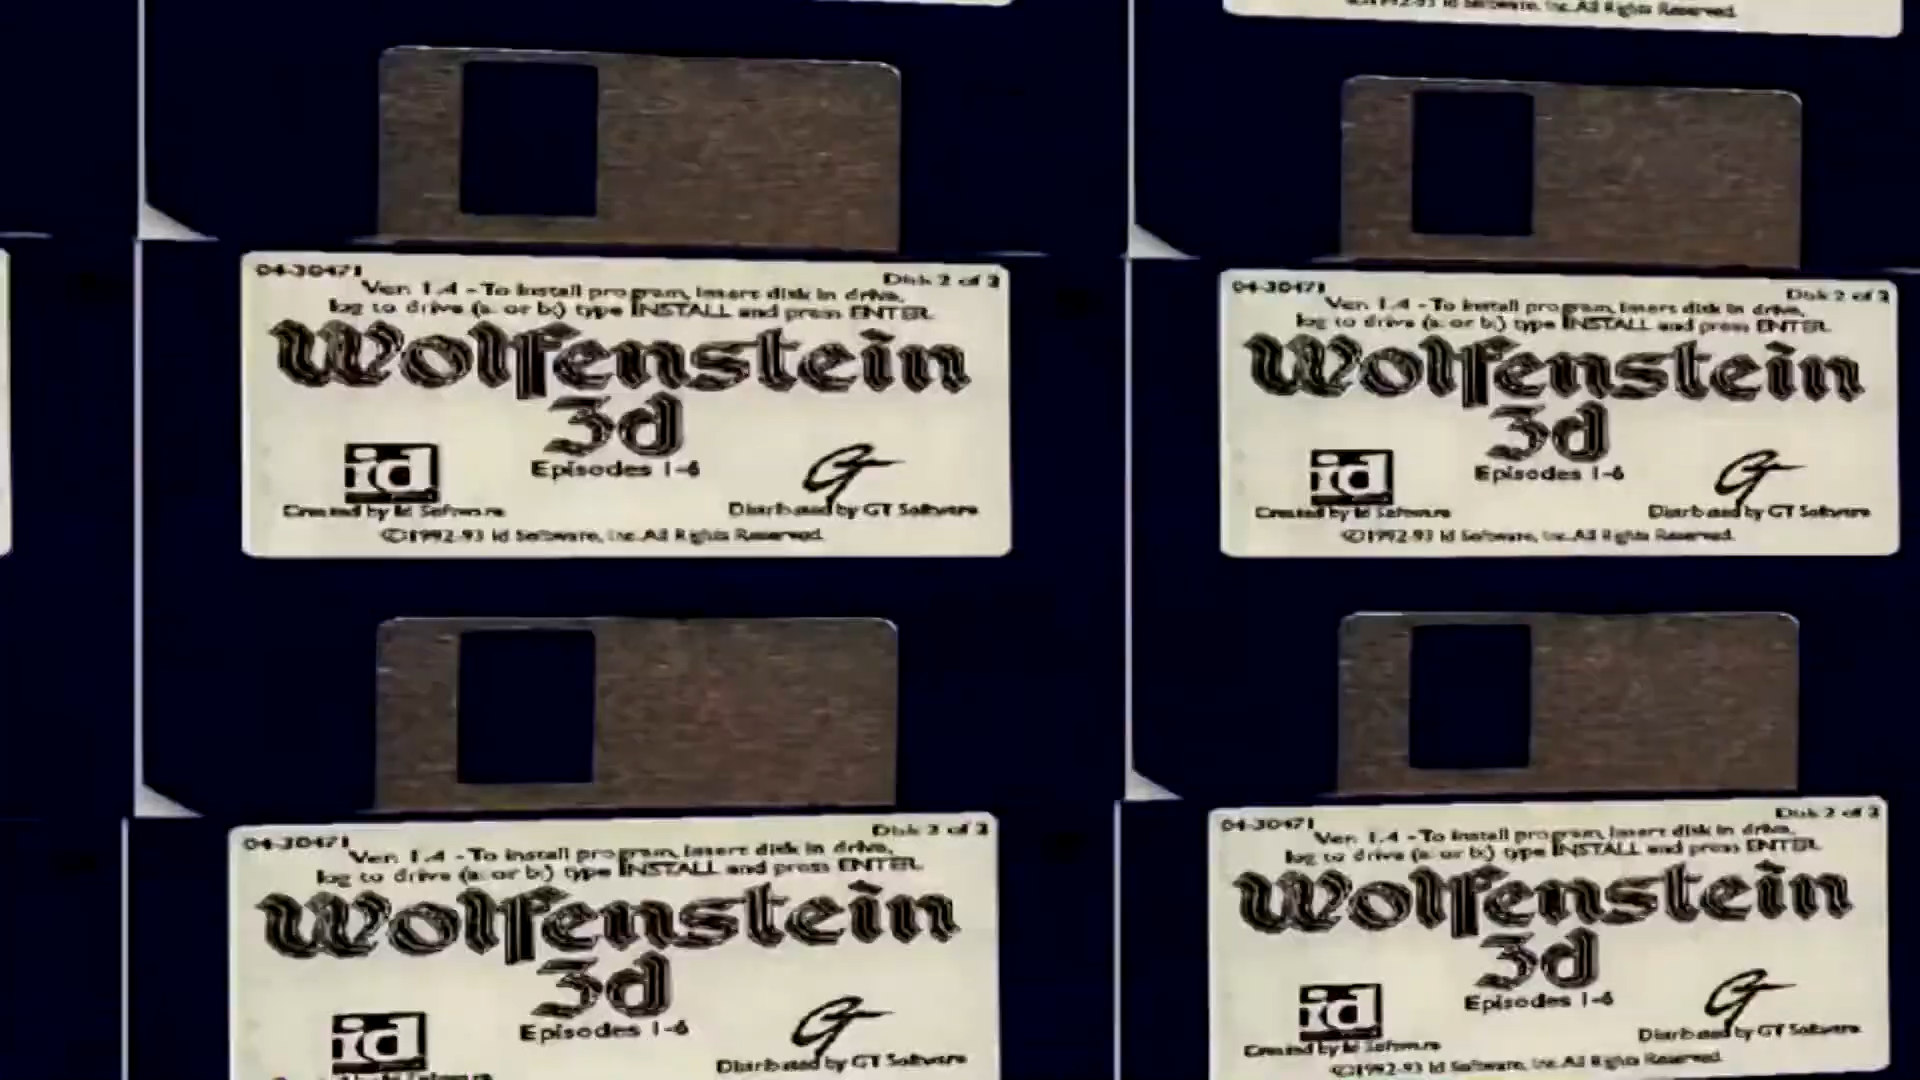 Inc. All Rights Reserved.
04-30471
Disk 2 of 2
Ver. 1.4 - To install program, insert disk in drive,
log to drive (a: or b:) type INSTALL and press ENTER.
Wolfenstein
3d
id
GT
Episodes 1-6
Created by Id Software
Distributed by GT Software
©1992-93 Id Software, Inc. All Rights Reserved.
04-30471
Disk 2 of 2
Ver. 1.4 - To install program, insert disk in drive,
log to drive (a: or b:) type INSTALL and press ENTER.
Wolfenstein
3d
id
GT
Episodes 1-6
Created by Id Software
Distributed by GT Software
©1992-93 Id Software, Inc. All Rights Reserved.
04-30471
Disk 2 of 2
Ver. 1.4 - To install program, insert disk in drive,
log to drive (a: or b:) type INSTALL and press ENTER.
Wolfenstein
3d
id
GT
Episodes 1-6
Distributed by GT Software
04-30471
Disk 2 of 2
Ver. 1.4 - To install program, insert disk in drive,
log to drive (a: or b:) type INSTALL and press ENTER.
Wolfenstein
3d
id
GT
Episodes 1-6
Created by Id Software
Distributed by GT Software
©1992-93 Id Software, Inc. All Rights Reserved.